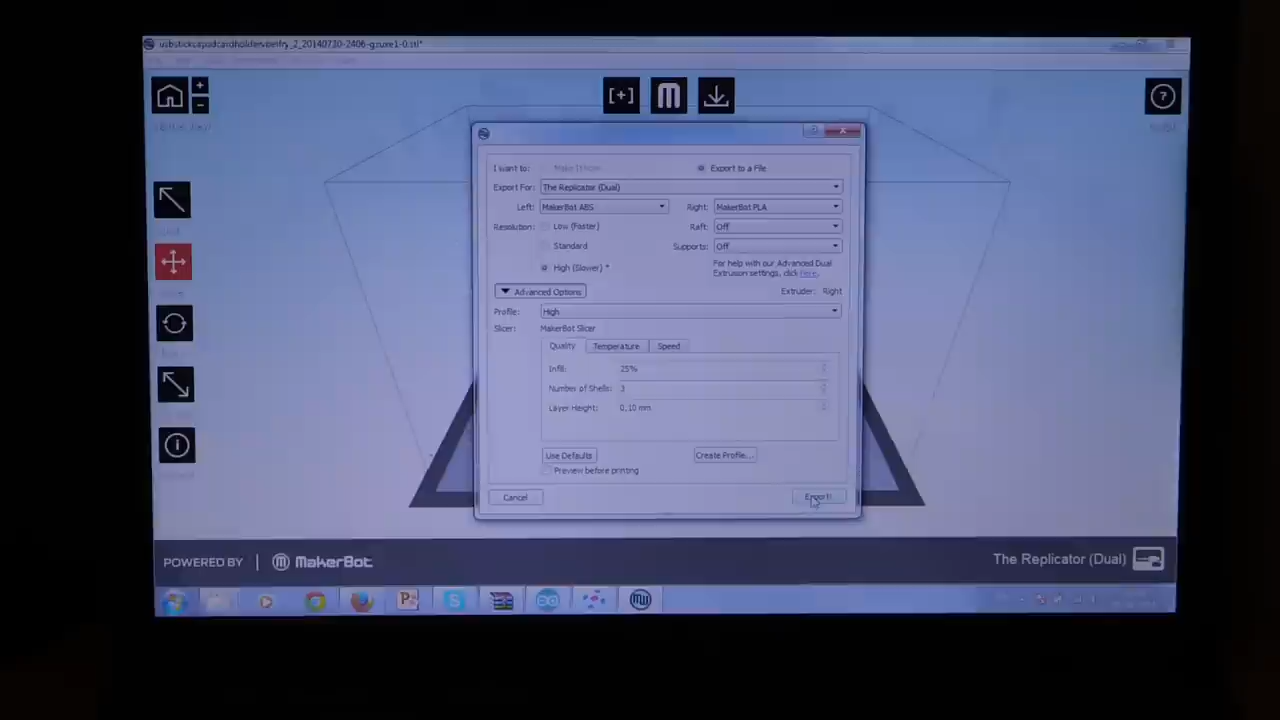 [+]
?
I want to: Make It Now Export to a File
Export For: The Replicator (Dual)
Left: MakerBot ABS Right: MakerBot PLA
Resolution: Low (Faster) Raft: Off
Standard Supports: Off
High (Slower) *
For help with our Advanced Dual
Extrusion settings, click here.
Advanced Options Extruder: Right
Profile: High
Slicer: MakerBot Slicer
Quality Temperature Speed
Infill: 25%
Number of Shells: 3
Layer Height: 0.10 mm
Use Defaults Create Profile...
Preview before printing
Cancel Export!
POWERED BY | MakerBot The Replicator (Dual)